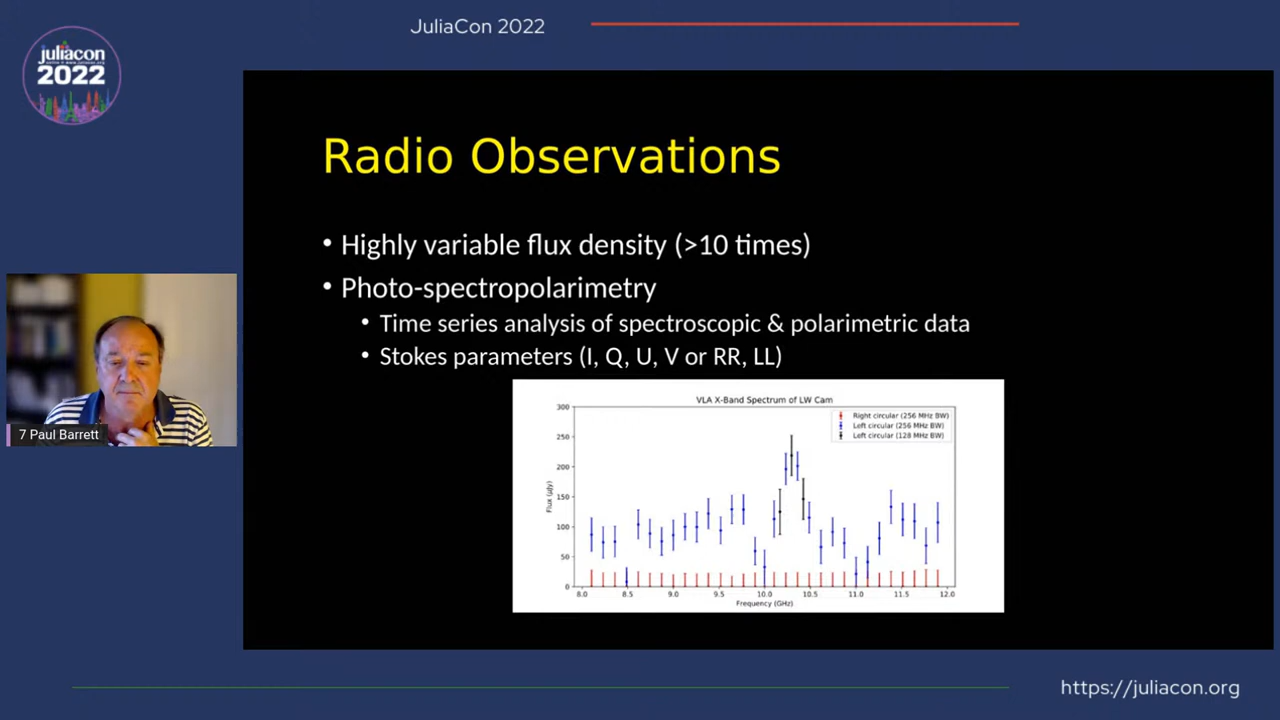 JuliaCon 2022
juliacon
2022
Radio Observations
• Highly variable flux density (>10 times)
• Photo-spectropolarimetry
• Time series analysis of spectroscopic & polarimetric data
• Stokes parameters (I, Q, U, V or RR, LL)
VLA X-Band Spectrum of LW Cam
Right circular (256 MHz BW)
Left circular (256 MHz BW)
Left circular (128 MHz BW)
300
250
200
150
100
50
0
Flux (μJy)
8.0 8.5 9.0 9.5 10.0 10.5 11.0 11.5 12.0
Frequency (GHz)
7 Paul Barrett
https://juliacon.org